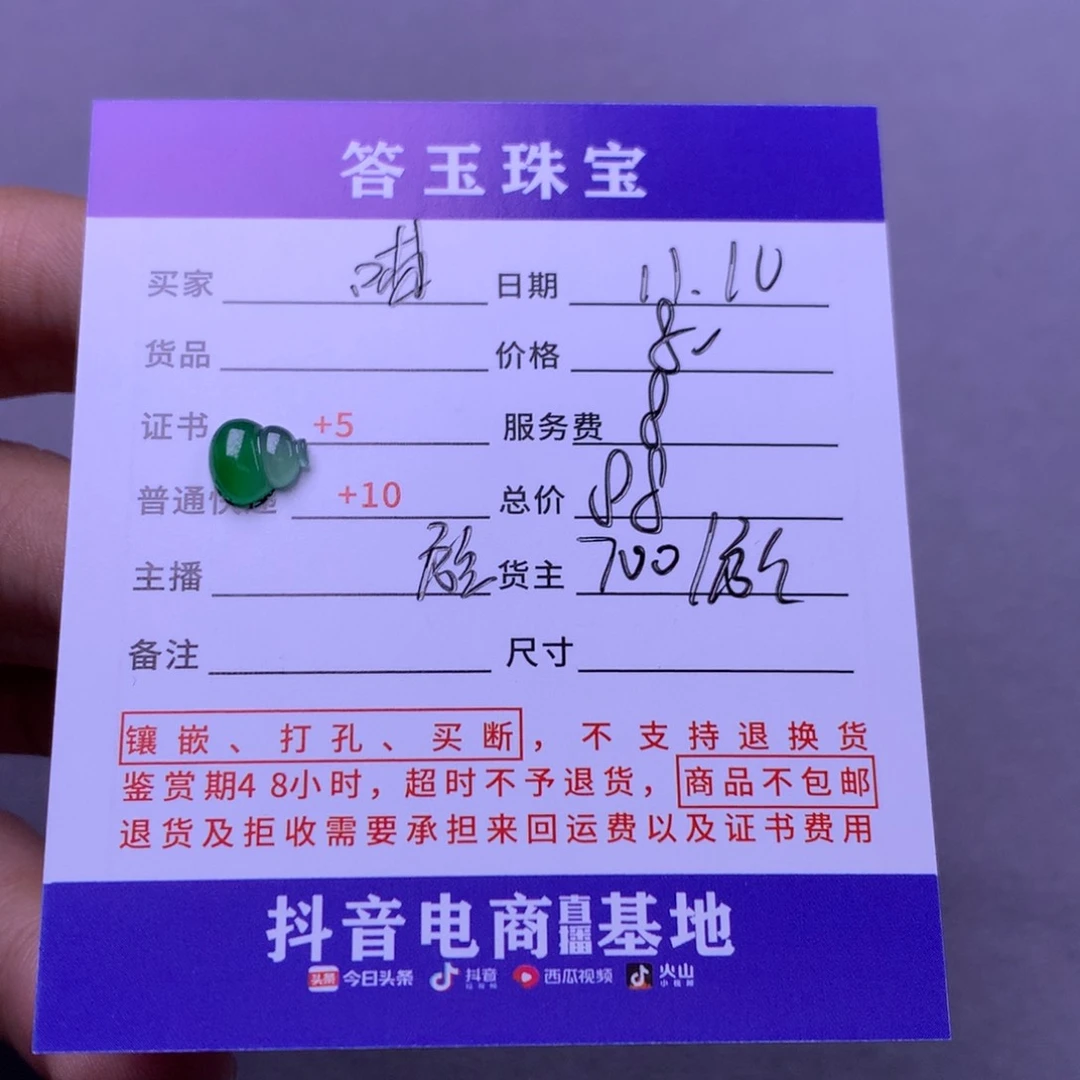 答玉珠宝
买家 日期 11.10
货品 价格
证书 +5 服务费
普通快递 +10 总价 88
主播 货主 700/
备注 尺寸
镶嵌、打孔、买断，不支持退换货
鉴赏期48小时，超时不予退货，商品不包邮
退货及拒收需要承担来回运费以及证书费用
抖音电商直播基地
头条 今日头条 抖音 西瓜视频 火山